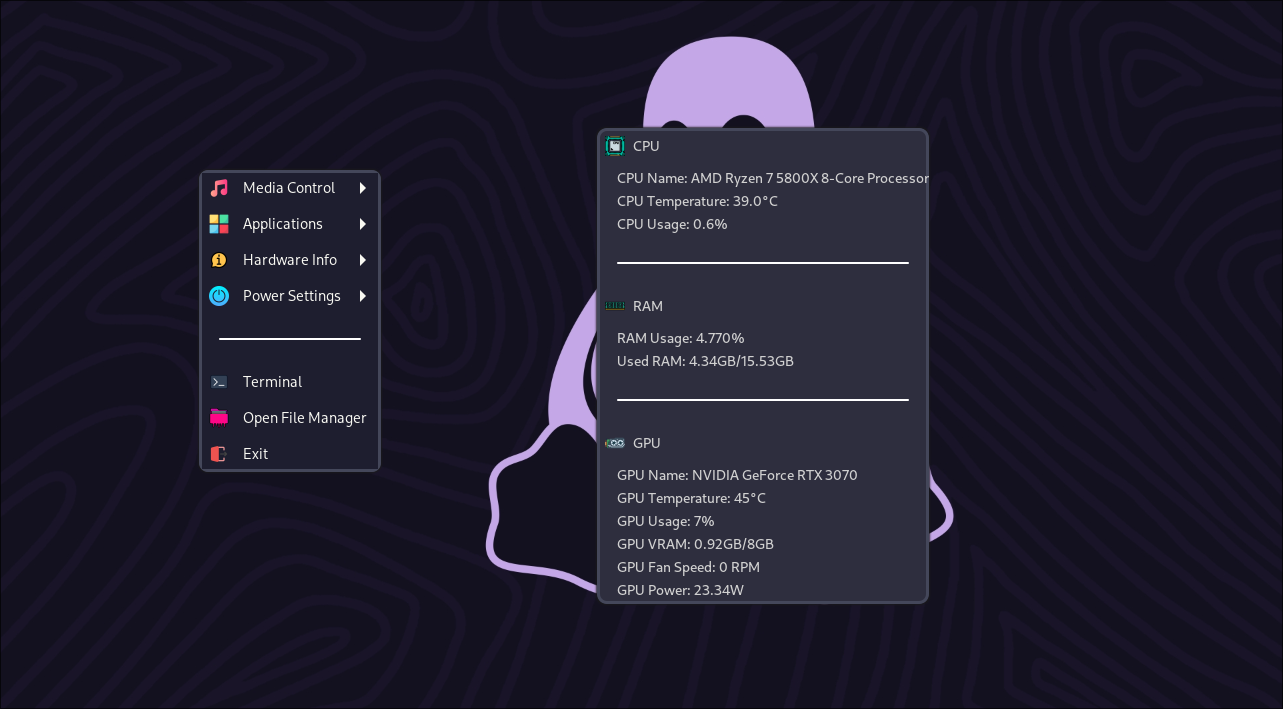 Media Control
Applications
Hardware Info
Power Settings
Terminal
Open File Manager
Exit
CPU
CPU Name: AMD Ryzen 7 5800X 8-Core Processor
CPU Temperature: 39.0°C
CPU Usage: 0.6%
RAM
RAM Usage: 4.770%
Used RAM: 4.34GB/15.53GB
GPU
GPU Name: NVIDIA GeForce RTX 3070
GPU Temperature: 45°C
GPU Usage: 7%
GPU VRAM: 0.92GB/8GB
GPU Fan Speed: 0 RPM
GPU Power: 23.34W